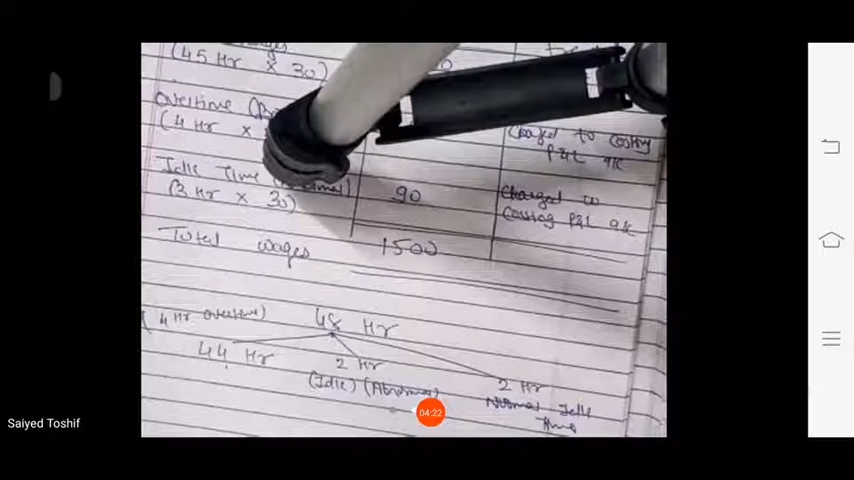 (45 Hr x 30)
Overtime
(4 Hr x
Charged to Costing
P&L a/c
Idle Time
(3 Hr x 30)
90
Charged to
Costing P&L a/c
Total wages 1500
(4 Hr overtime)
48 Hr
44 Hr
2 Hr
(Idle) (Abnormal)
2 Hr
Normal Idle
Time
04:22
Saiyed Toshif